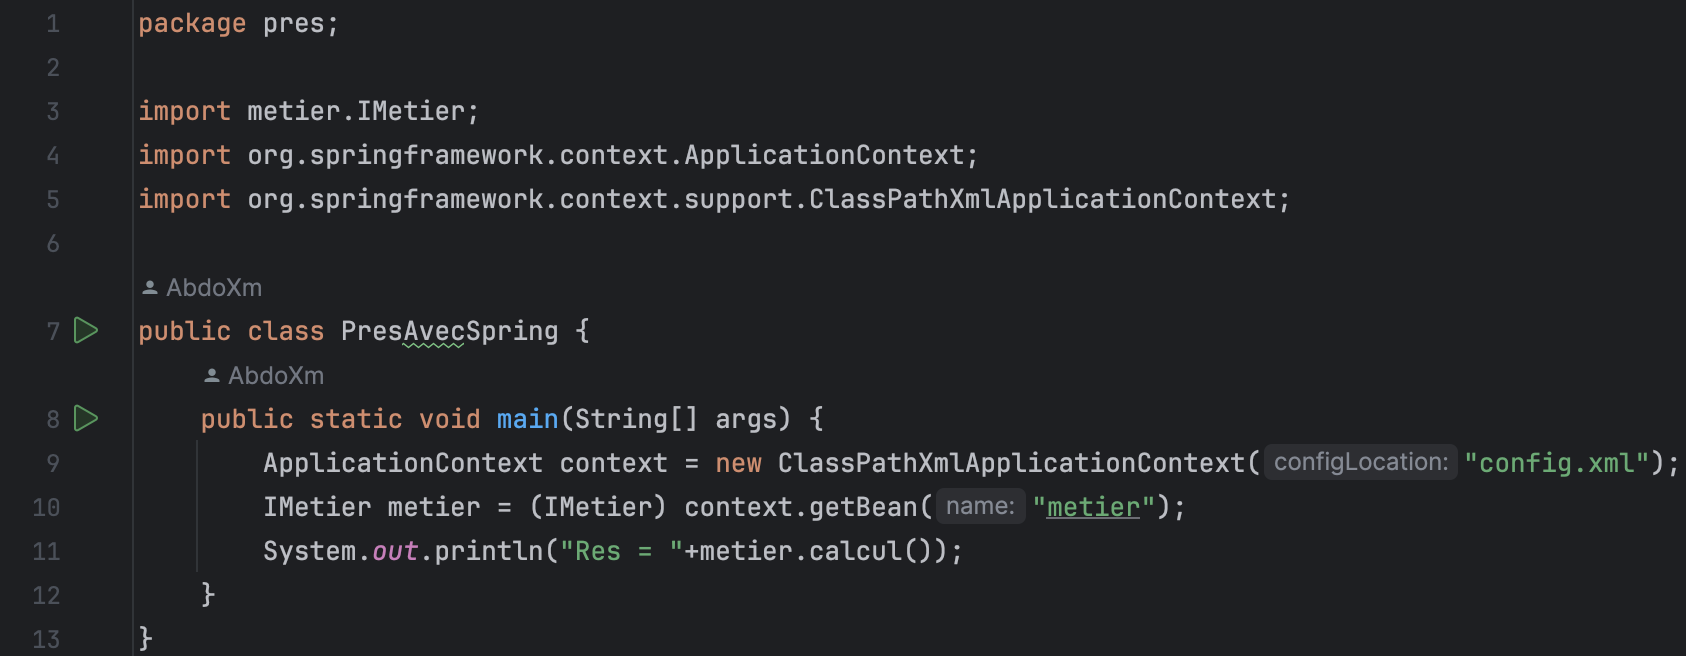 1 package pres;
2
3 import metier.IMetier;
4 import org.springframework.context.ApplicationContext;
5 import org.springframework.context.support.ClassPathXmlApplicationContext;
6
AbdoXm
7 public class PresAvecSpring {
AbdoXm
8 public static void main(String[] args) {
9 ApplicationContext context = new ClassPathXmlApplicationContext( configLocation: "config.xml");
10 IMetier metier = (IMetier) context.getBean( name: "metier");
11 System.out.println("Res = "+metier.calcul());
12 }
13 }